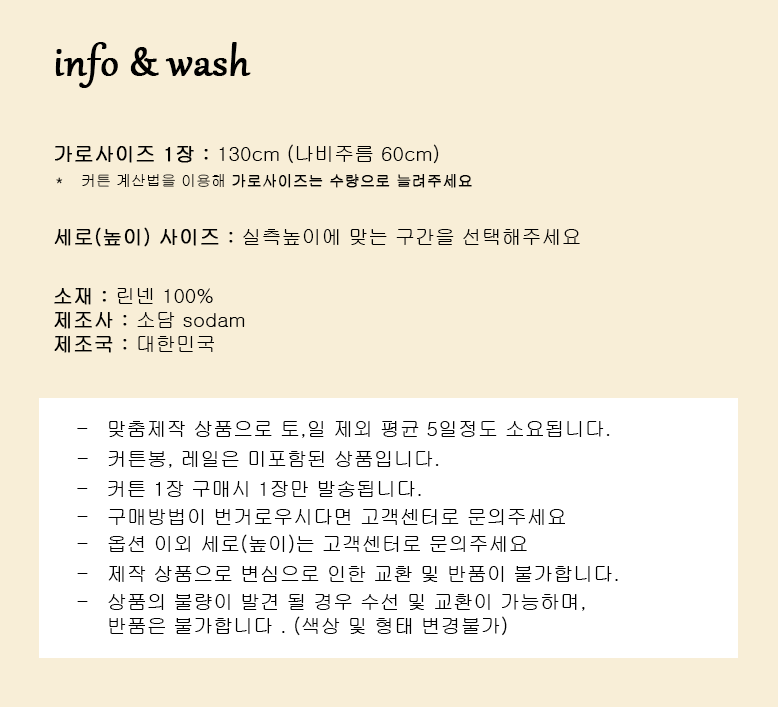 info & wash
가로사이즈 1장 : 130cm (나비주름 60cm)
* 커튼 계산법을 이용해 가로사이즈는 수량으로 늘려주세요
세로(높이) 사이즈 : 실측높이에 맞는 구간을 선택해주세요
소재 : 린넨 100%
제조사 : 소담 sodam
제조국 : 대한민국
- 맞춤제작 상품으로 토,일 제외 평균 5일정도 소요됩니다.
- 커튼봉, 레일은 미포함된 상품입니다.
- 커튼 1장 구매시 1장만 발송됩니다.
- 구매방법이 번거로우시다면 고객센터로 문의주세요
- 옵션 이외 세로(높이)는 고객센터로 문의주세요
- 제작 상품으로 변심으로 인한 교환 및 반품이 불가합니다.
- 상품의 불량이 발견 될 경우 수선 및 교환이 가능하며,
반품은 불가합니다 . (색상 및 형태 변경불가)